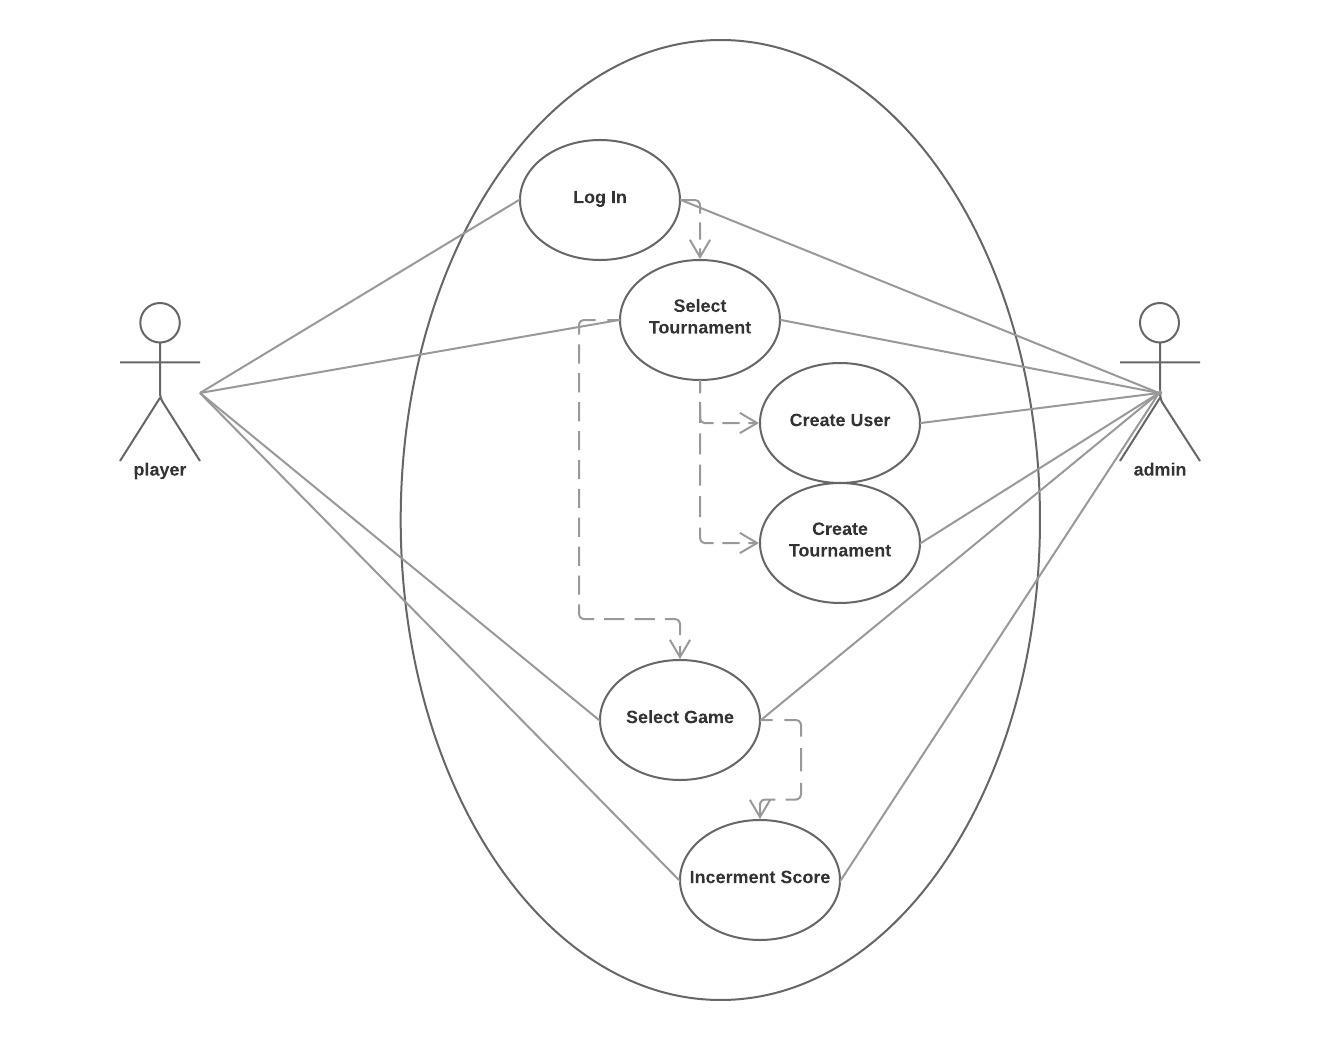 Log In
Select
Tournament
Create User
player
admin
Create
Tournament
Select Game
Incerment Score